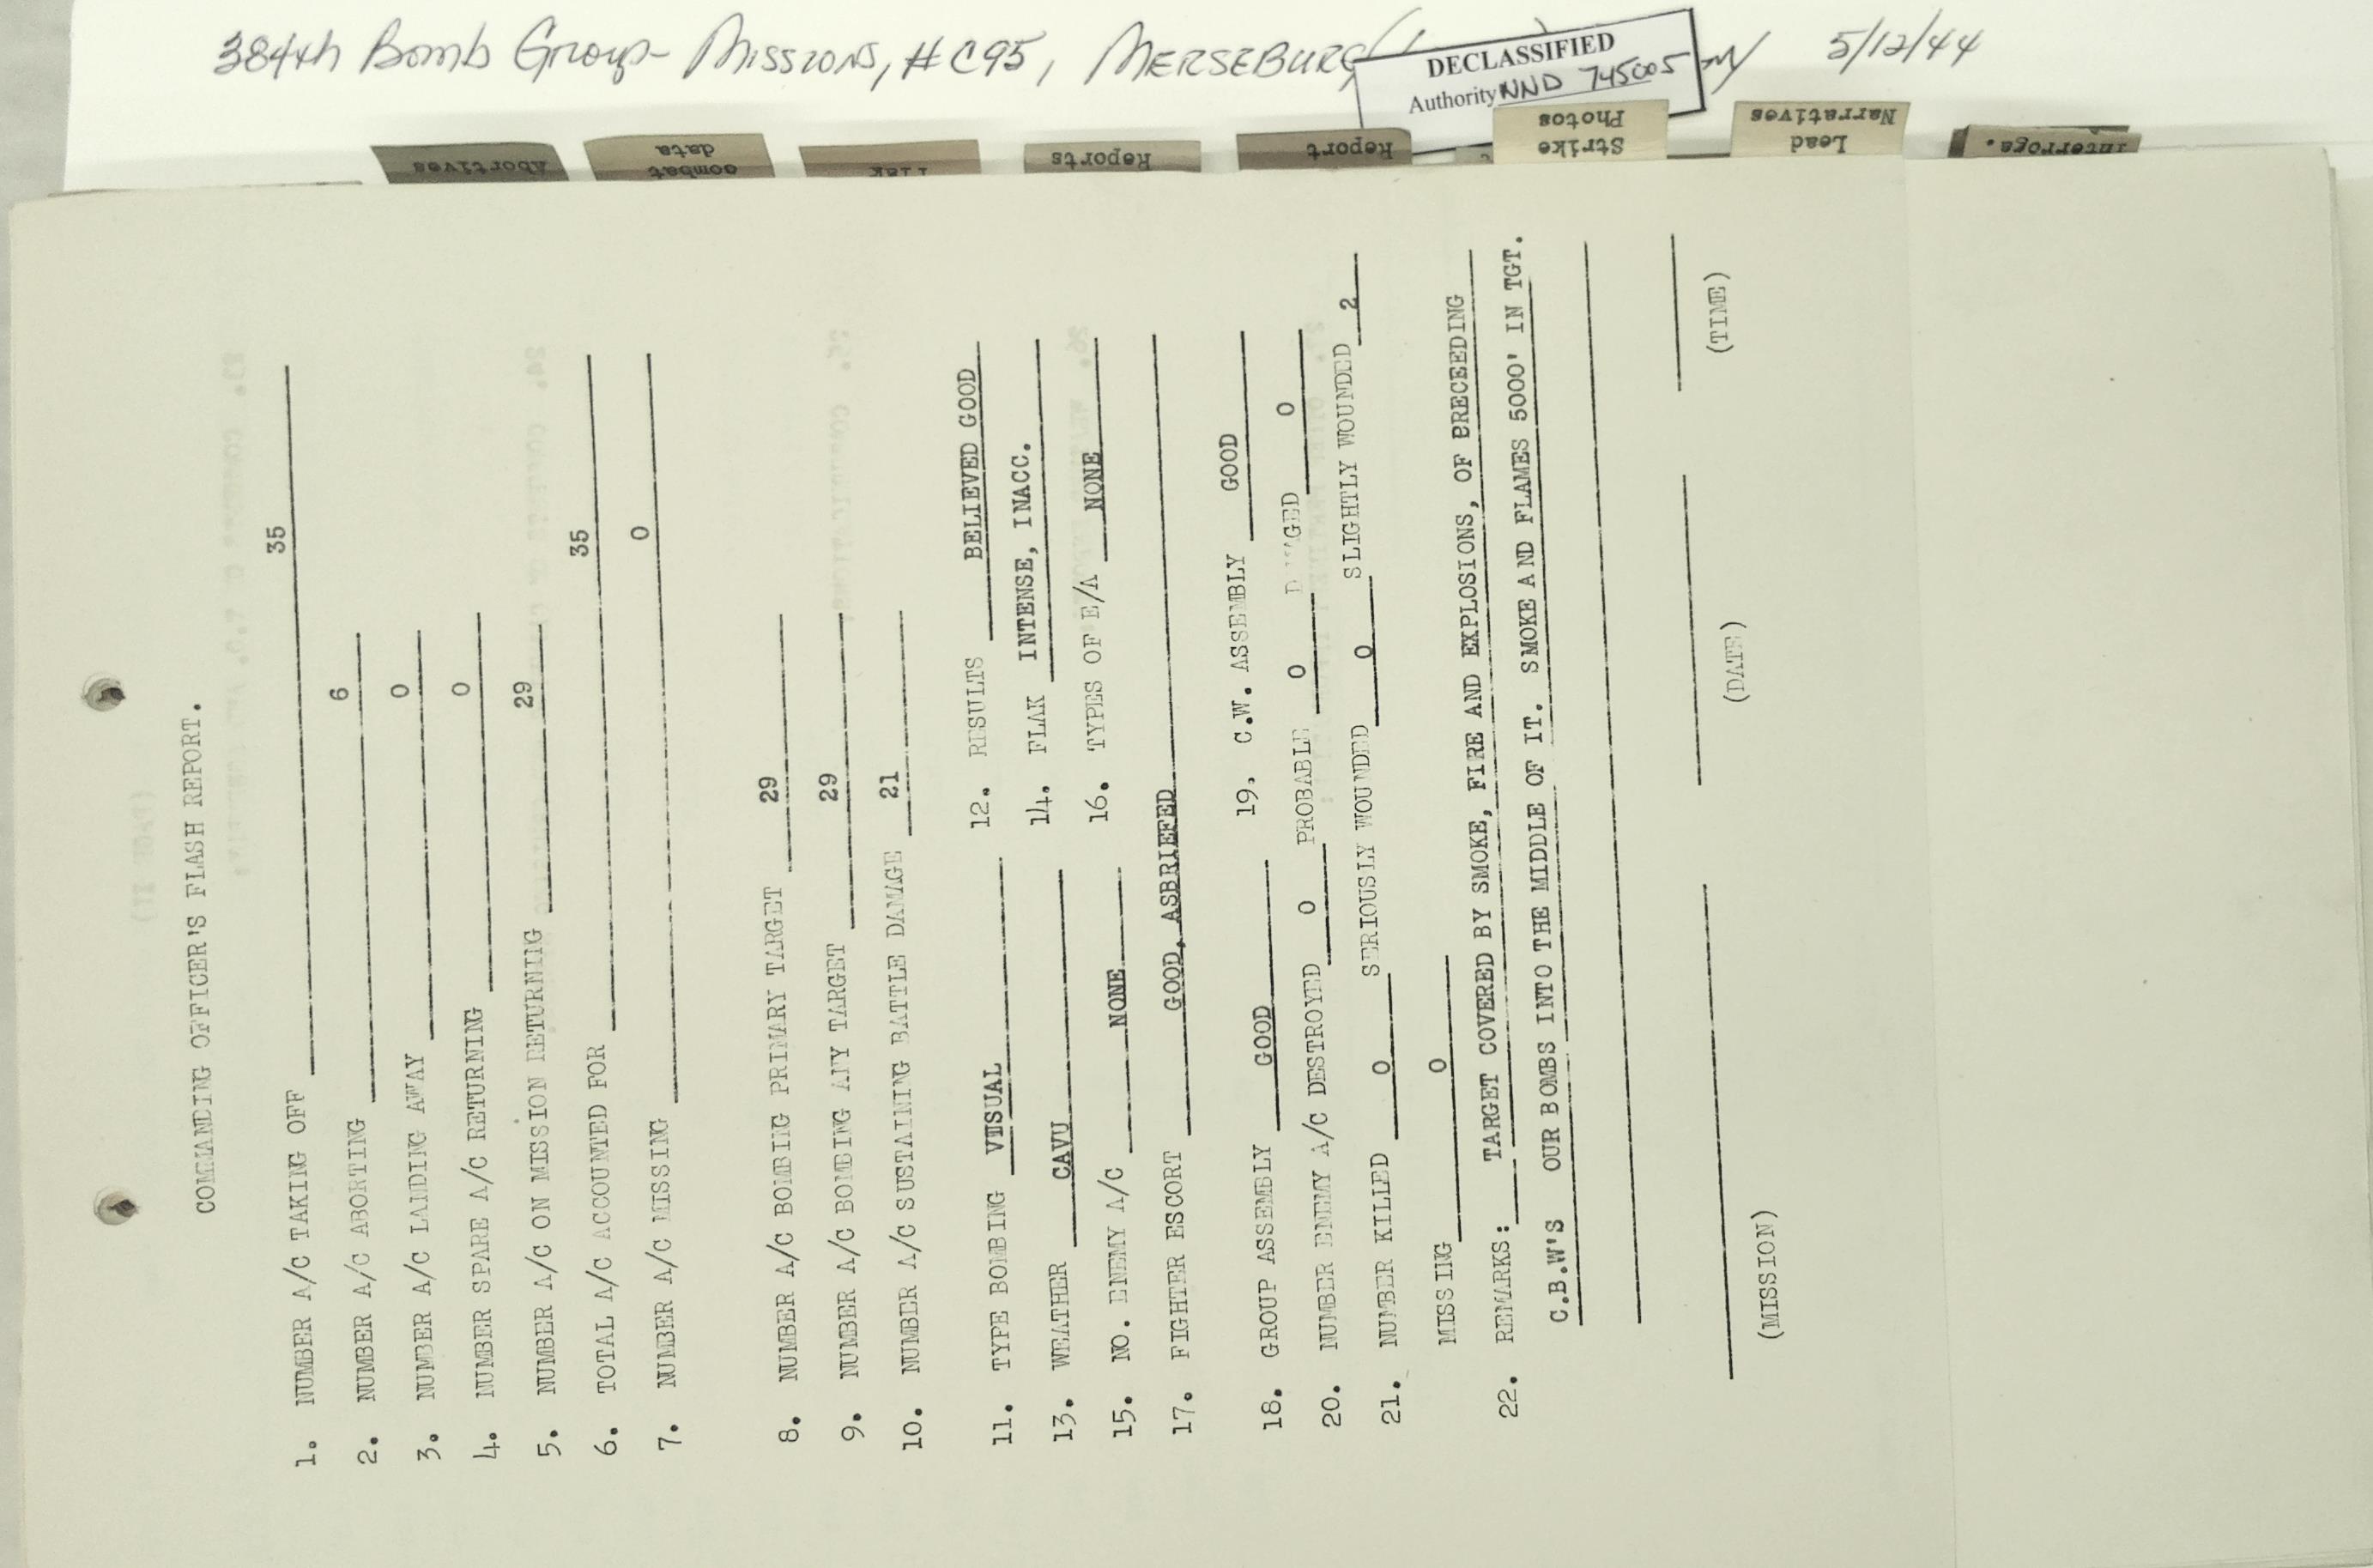 384th Bomb Group - Missions, #C95, MERSEBURG 5/12/44
DECLASSIFIED
Authority NND 745005
Abortives
combat
data
Reports
Report
Strike
Photos
Lead
Narratives
Interroga.
COMMANDING OFFICER'S FLASH REPORT.
1. NUMBER A/C TAKING OFF 35
2. NUMBER A/C ABORTING 6
3. NUMBER A/C LANDING AWAY 0
4. NUMBER SPARE A/C RETURNING 0
5. NUMBER A/C ON MISSION RETURNING 29
6. TOTAL A/C ACCOUNTED FOR 35
7. NUMBER A/C MISSING 0
8. NUMBER A/C BOMBING PRIMARY TARGET 29
9. NUMBER A/C BOMBING ANY TARGET 29
10. NUMBER A/C SUSTAINING BATTLE DAMAGE 21
11. TYPE BOMBING VISUAL 12. RESULTS BELIEVED GOOD
13. WEATHER CAVU 14. FLAK INTENSE, INACC.
15. NO. ENEMY A/C NONE 16. TYPES OF E/A NONE
17. FIGHTER ESCORT GOOD, ASBRIEFED
18. GROUP ASSEMBLY GOOD 19. C.W. ASSEMBLY GOOD
20. NUMBER ENEMY A/C DESTROYED 0 PROBABLE 0 DAMAGED 0
21. NUMBER KILLED 0 SERIOUSLY WOUNDED 0 SLIGHTLY WOUNDED 2
MISSING 0
22. REMARKS: TARGET COVERED BY SMOKE, FIRE AND EXPLOSIONS, OF BRECEEDING
C.B.W'S OUR BOMBS INTO THE MIDDLE OF IT. SMOKE AND FLAMES 5000' IN TGT.
(MISSION) (DATE) (TIME)